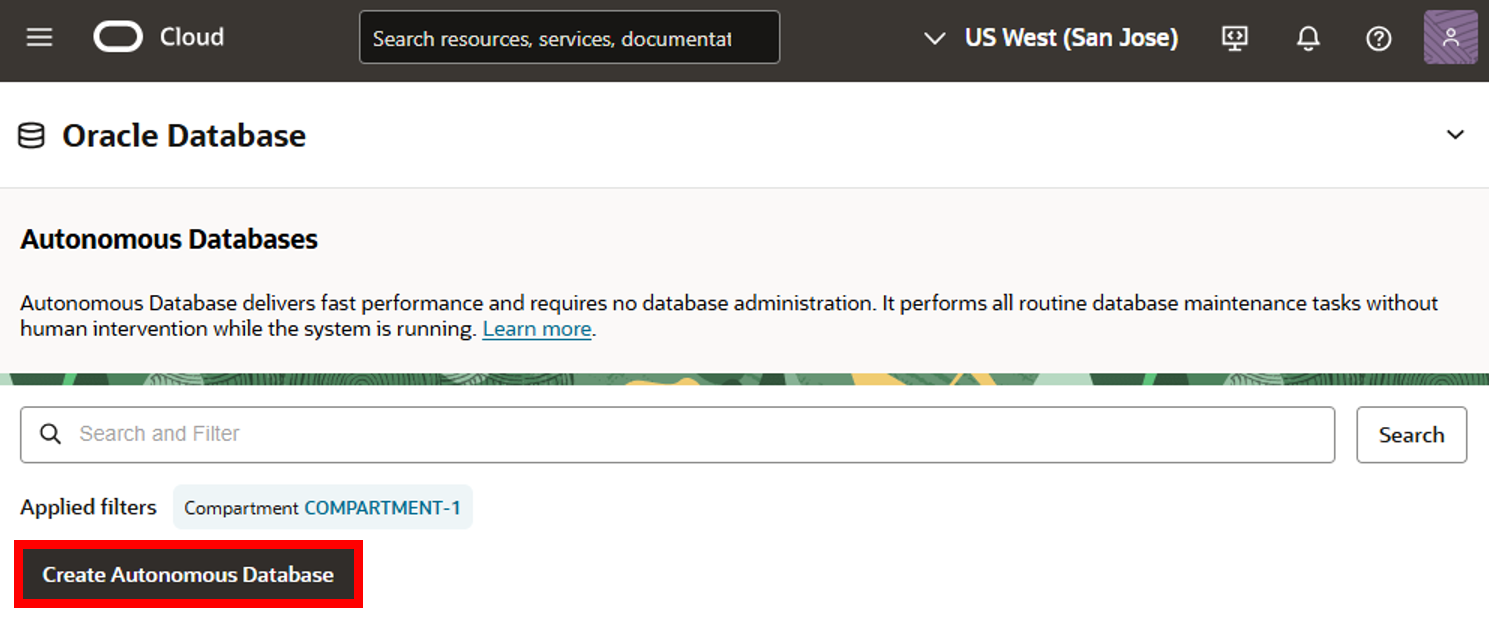 Cloud
Search resources, services, documentat
US West (San Jose)
Oracle Database
Autonomous Databases
Autonomous Database delivers fast performance and requires no database administration. It performs all routine database maintenance tasks without
human intervention while the system is running. Learn more.
Search and Filter
Search
Applied filters
Compartment COMPARTMENT-1
Create Autonomous Database